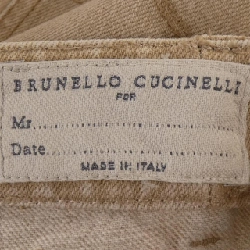 BRUNELLO CUCINELLI
FOR
Mr...............................
Date.............................
MADE IN ITALY